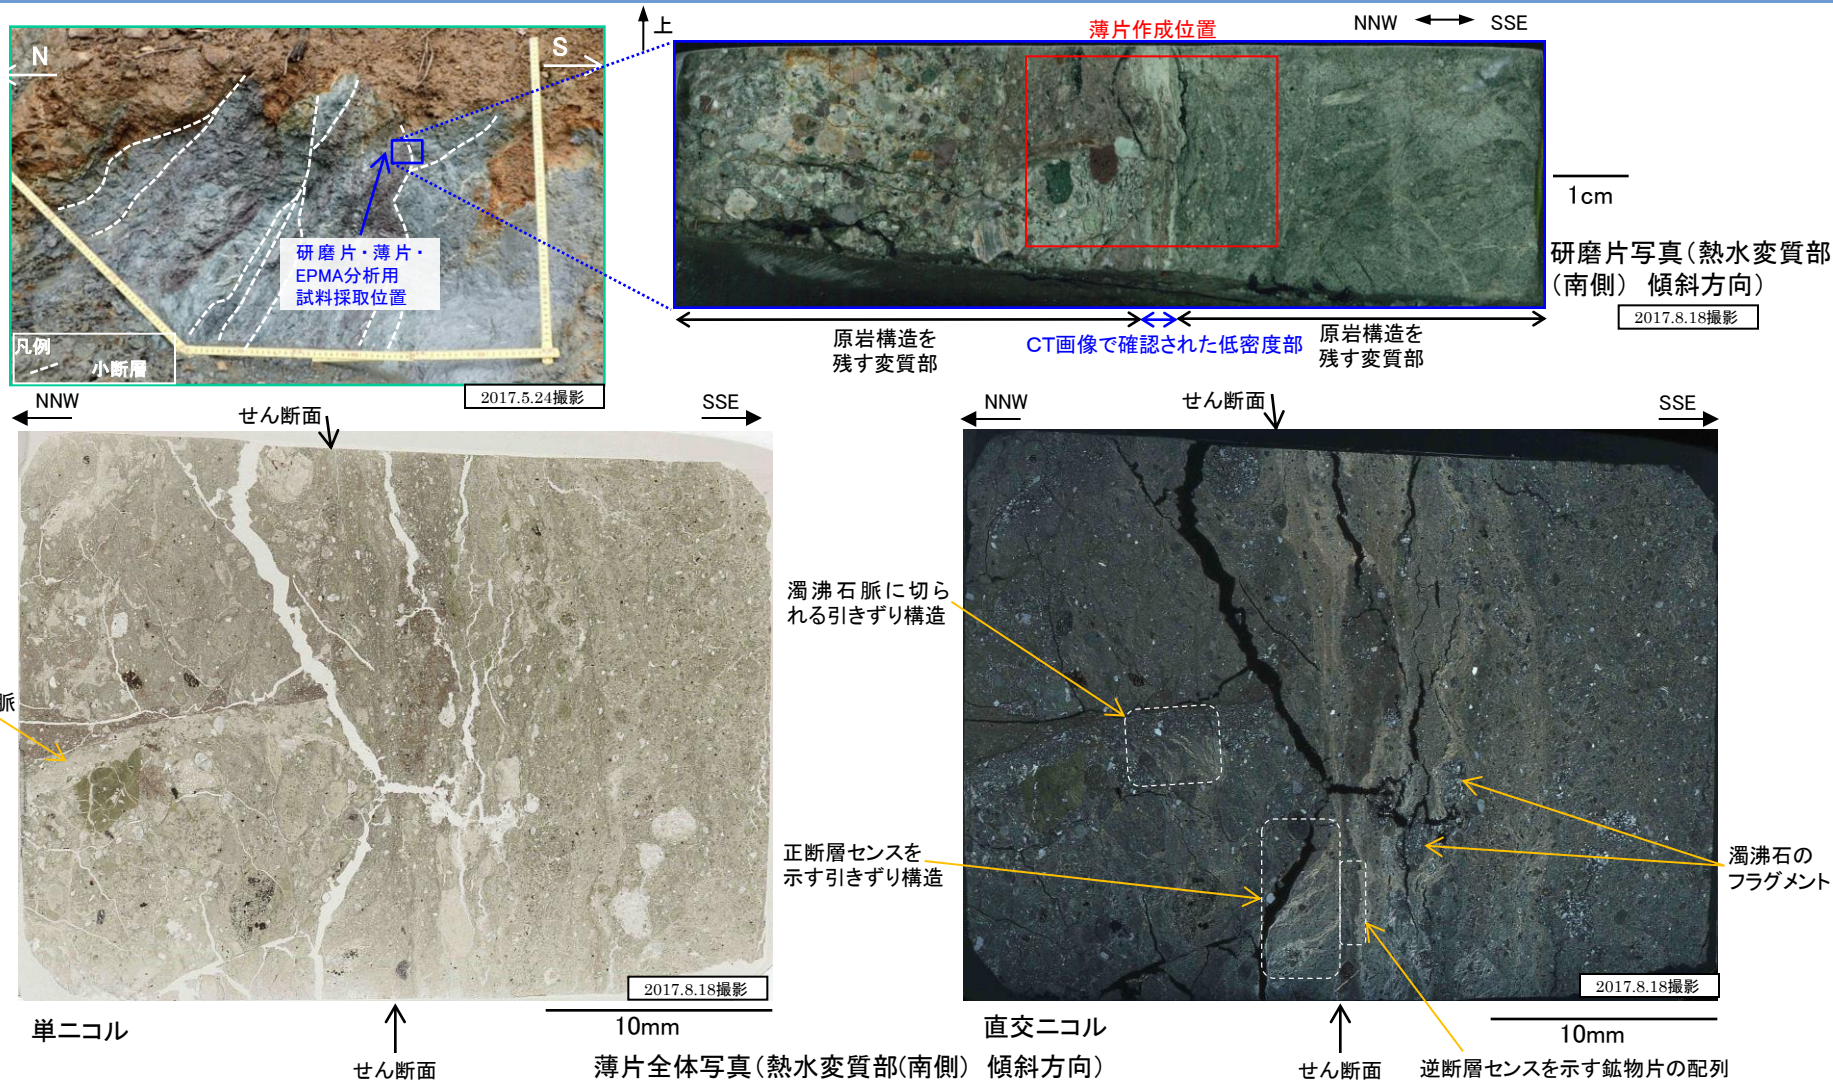 上
NNW
SSE
薄片作成位置
N
S
1cm
研磨片・薄片・
EPMA分析用
試料採取位置
研磨片写真(熱水変質部
(南側) 傾斜方向)
2017.8.18撮影
原岩構造を
残す変質部
CT画像で確認された低密度部
原岩構造を
残す変質部
凡例
小断層
2017.5.24撮影
NNW
せん断面
SSE
NNW
せん断面
SSE
濁沸石脈に切ら
れる引きずり構造
脈
正断層センスを
示す引きずり構造
濁沸石の
フラグメント
2017.8.18撮影
2017.8.18撮影
単ニコル
10mm
直交ニコル
10mm
せん断面
薄片全体写真(熱水変質部(南側) 傾斜方向)
せん断面
逆断層センスを示す鉱物片の配列